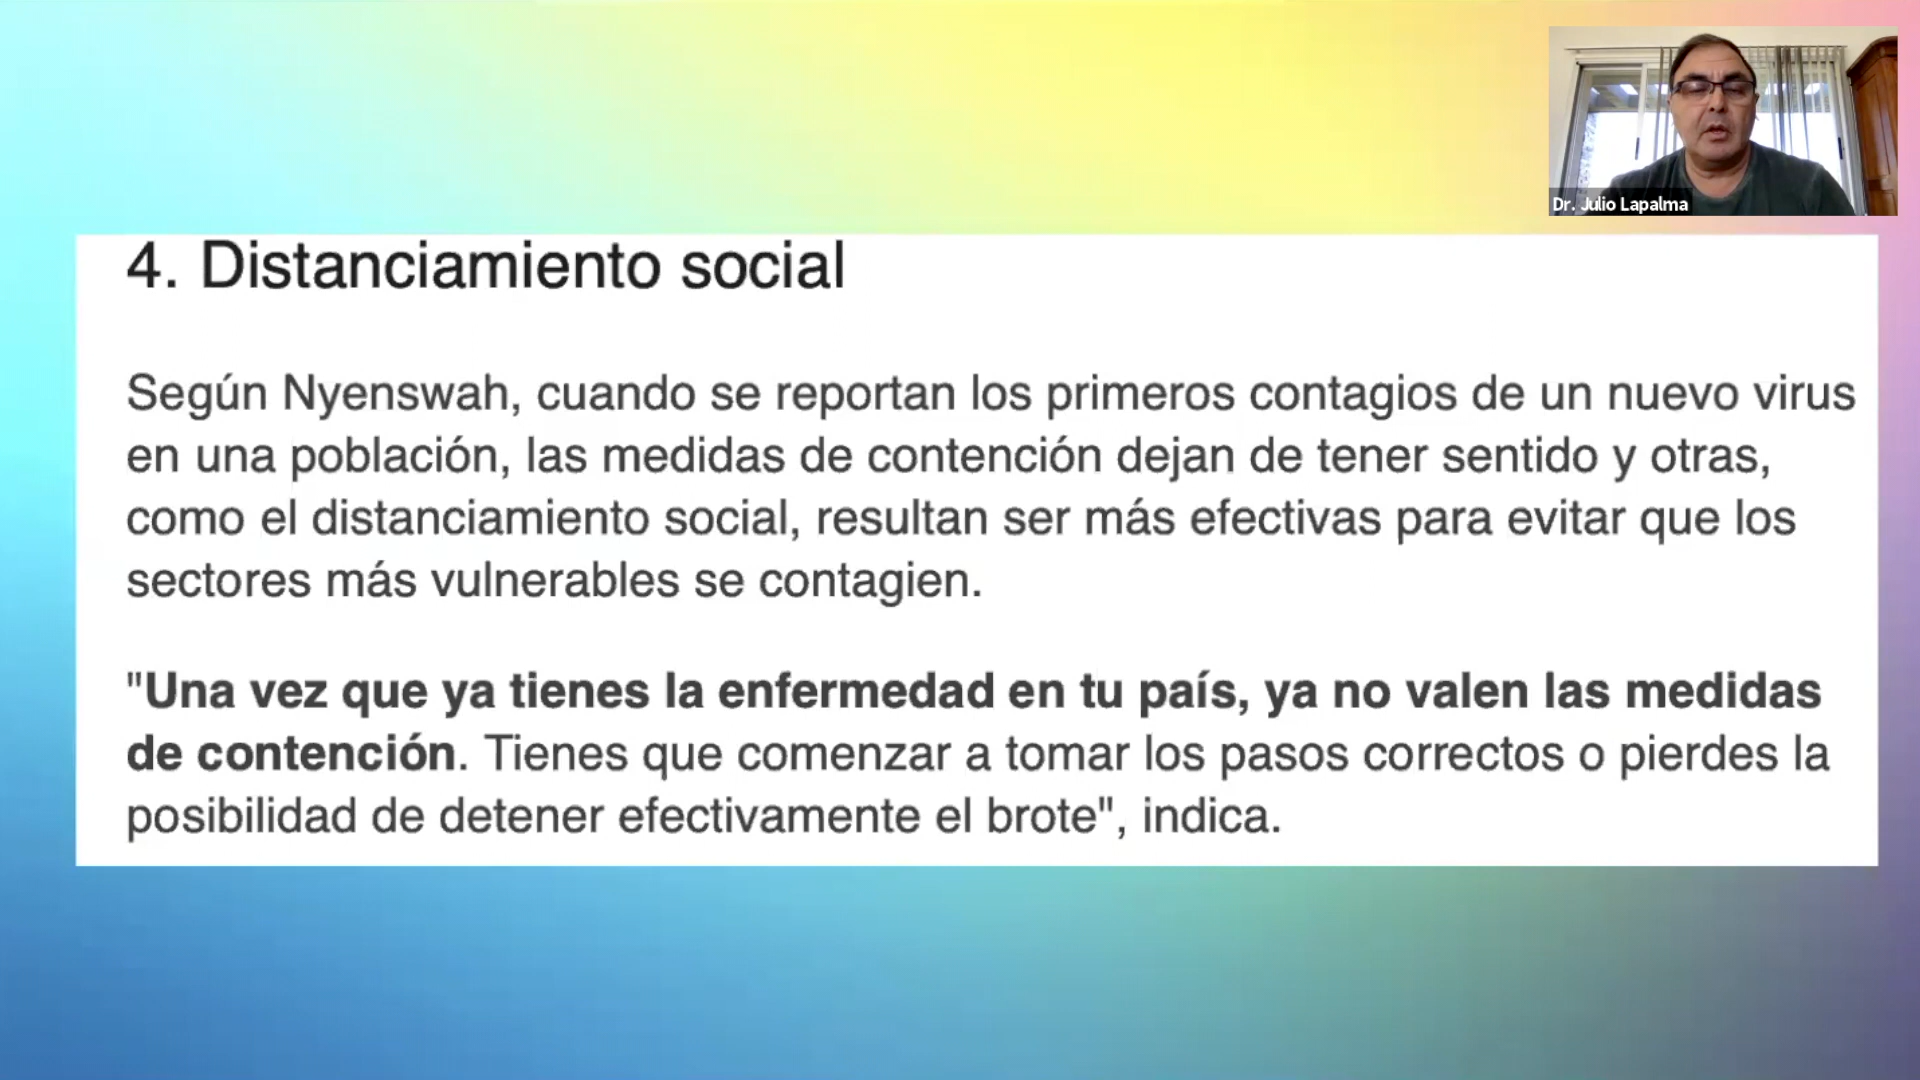 Dr. Julio Lapalma
4. Distanciamiento social
Según Nyenswah, cuando se reportan los primeros contagios de un nuevo virus
en una población, las medidas de contención dejan de tener sentido y otras,
como el distanciamiento social, resultan ser más efectivas para evitar que los
sectores más vulnerables se contagien.
"Una vez que ya tienes la enfermedad en tu país, ya no valen las medidas
de contención. Tienes que comenzar a tomar los pasos correctos o pierdes la
posibilidad de detener efectivamente el brote", indica.